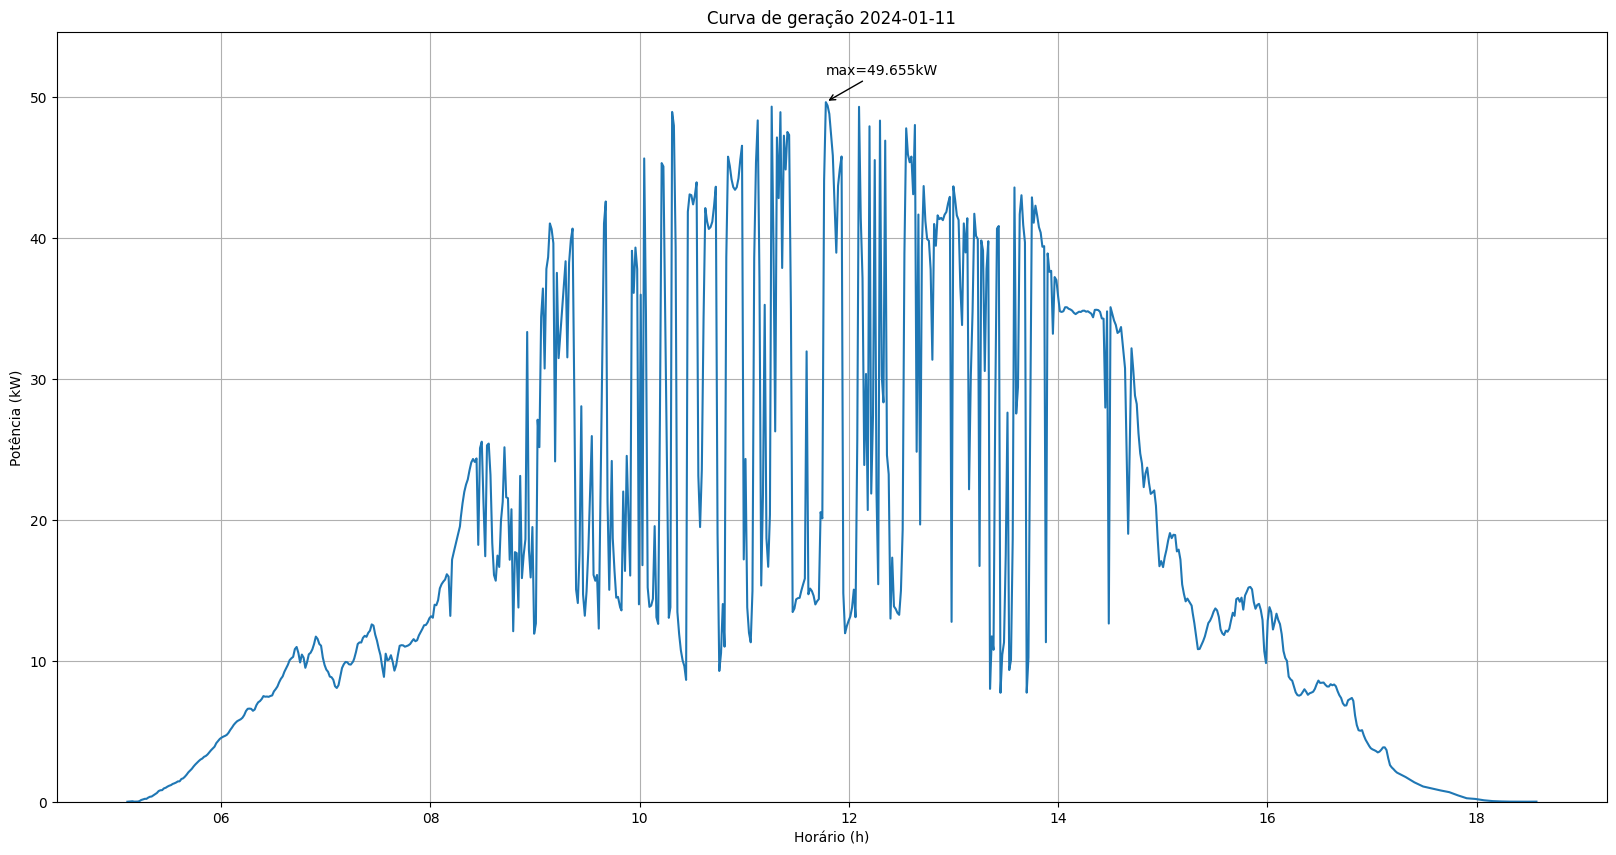 Curva de geração 2024-01-11
max=49.655kW
50
40
30
20
10
0
Potência (kW)
06 08 10 12 14 16 18
Horário (h)